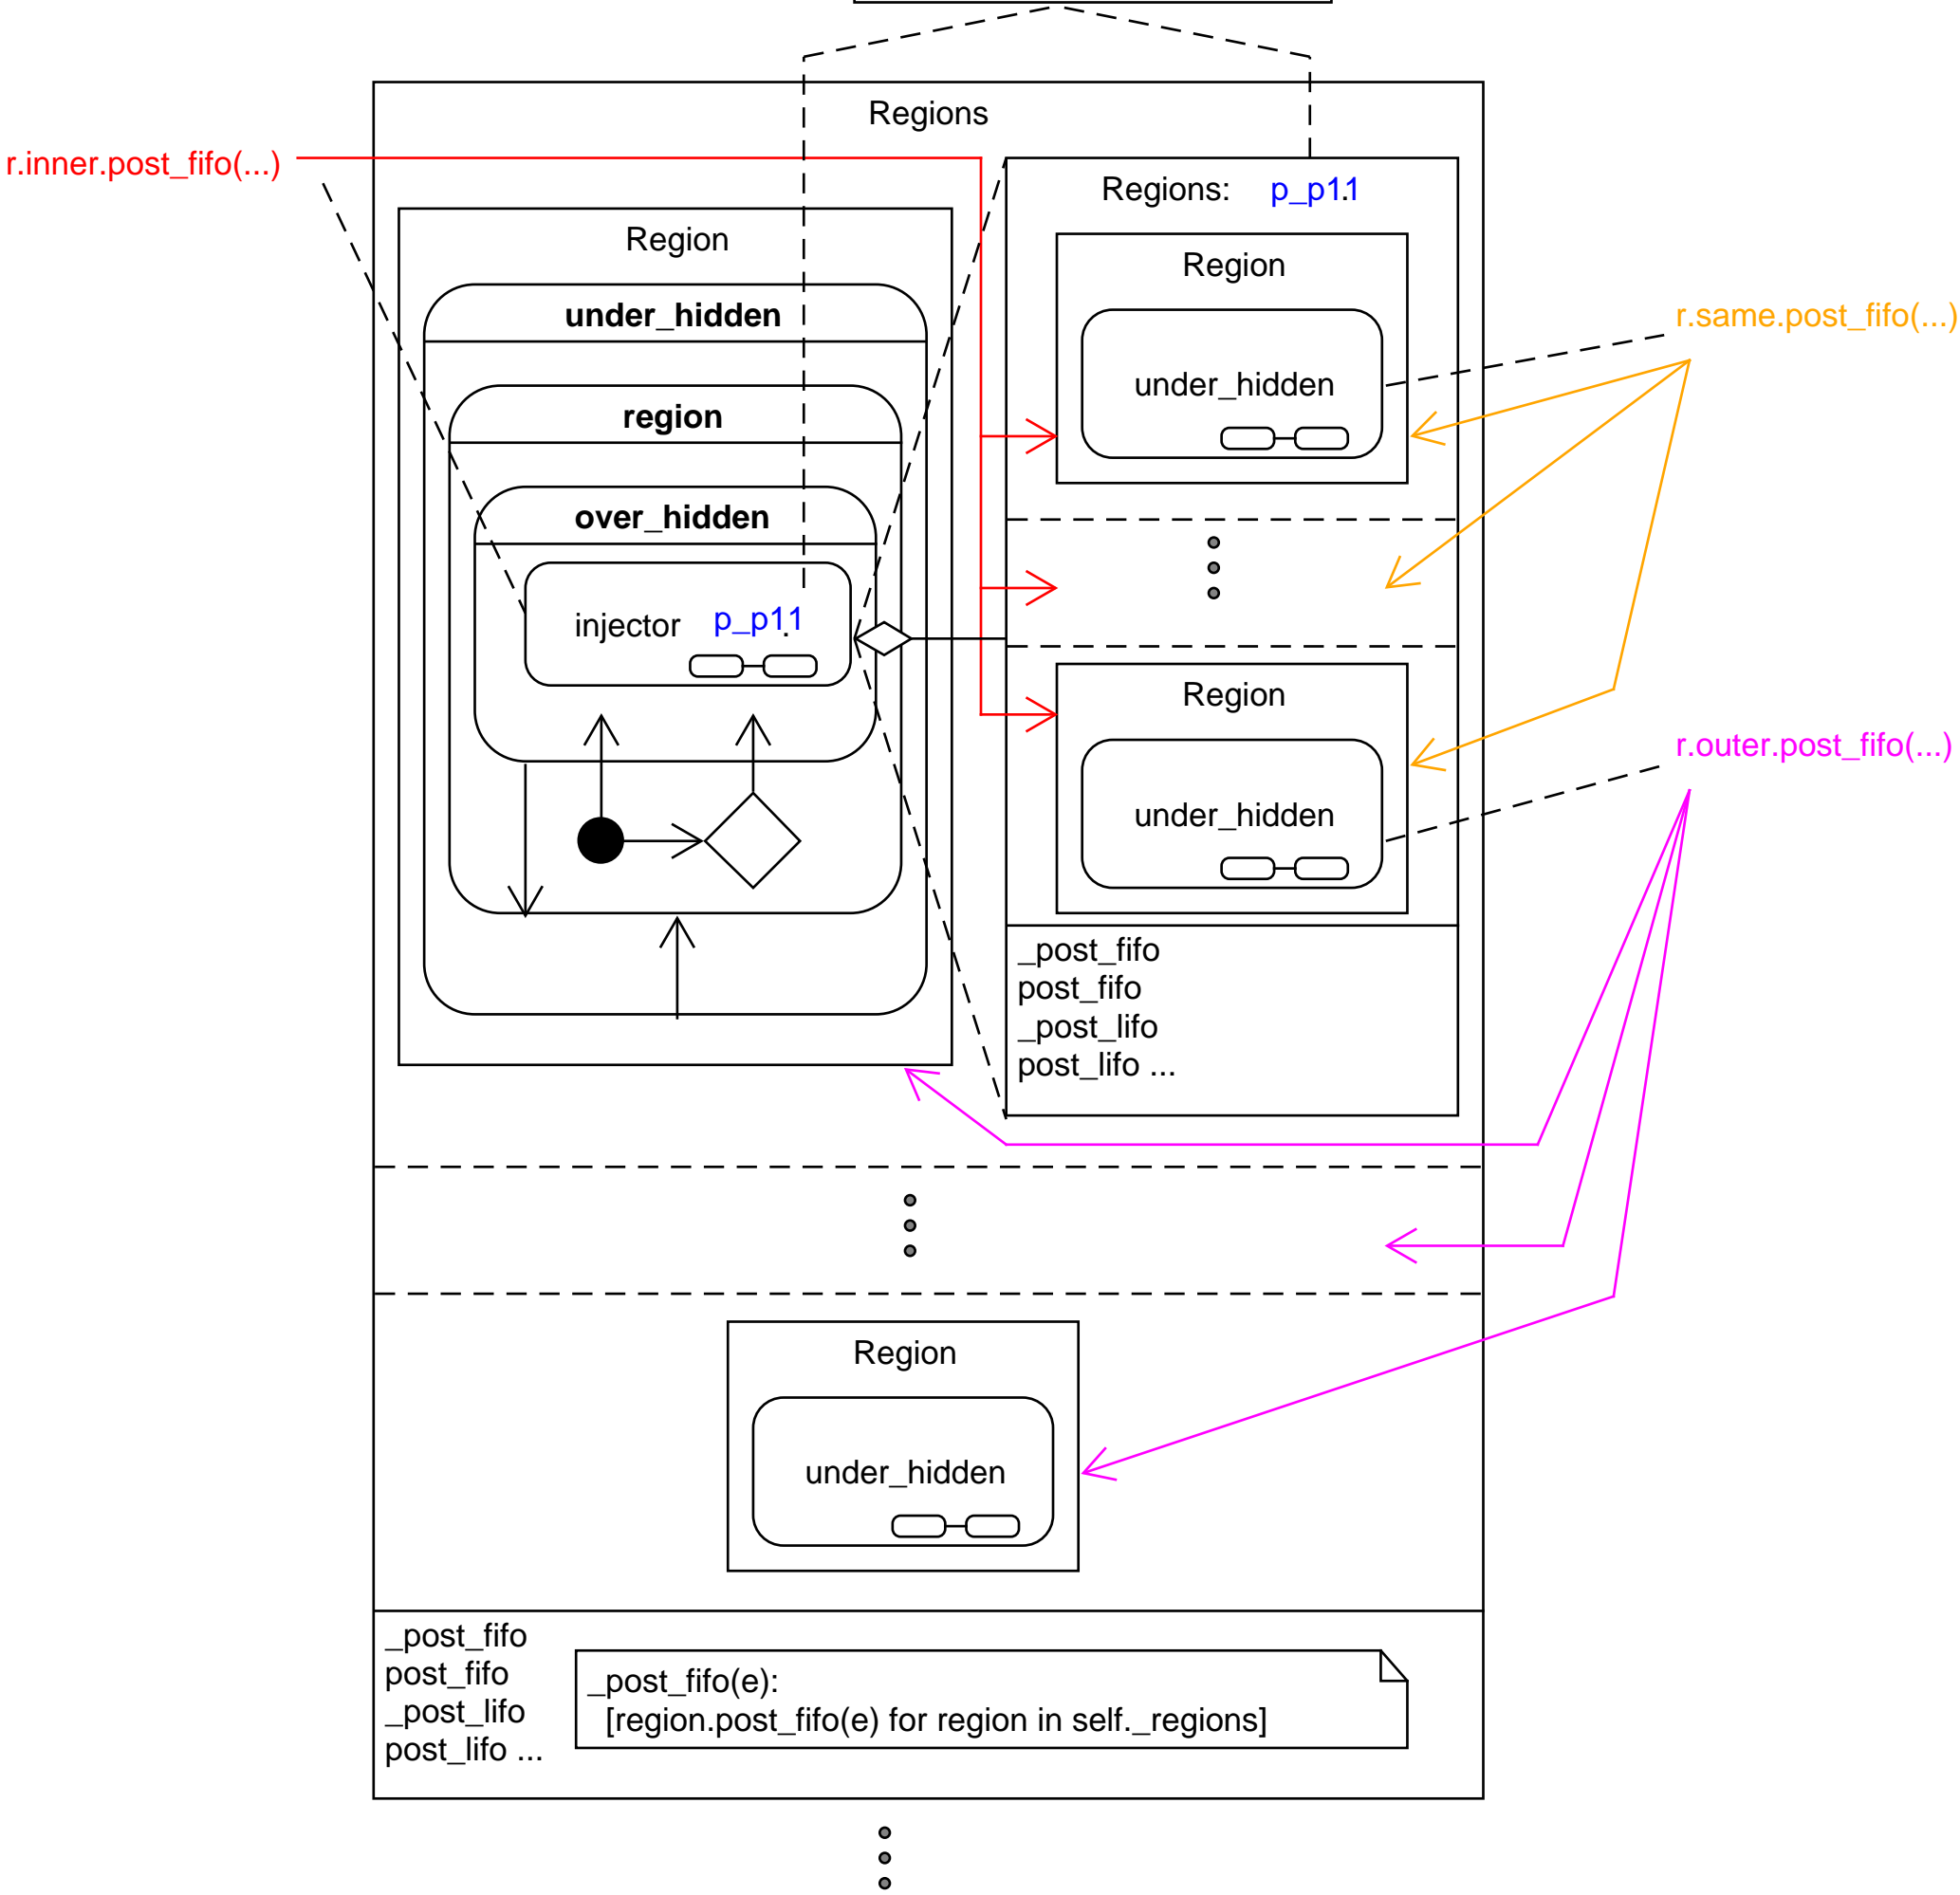 Regions
r.inner.post_fifo(...)
Regions: p_p1.1
Region
Region
under_hidden
r.same.post_fifo(...)
under_hidden
region
over_hidden
injector p_p1.1
Region
r.outer.post_fifo(...)
under_hidden
_post_fifo
post_fifo
_post_lifo
post_lifo ...
Region
under_hidden
_post_fifo
post_fifo
_post_lifo
post_lifo ...
_post_fifo(e):
[region.post_fifo(e) for region in self._regions]